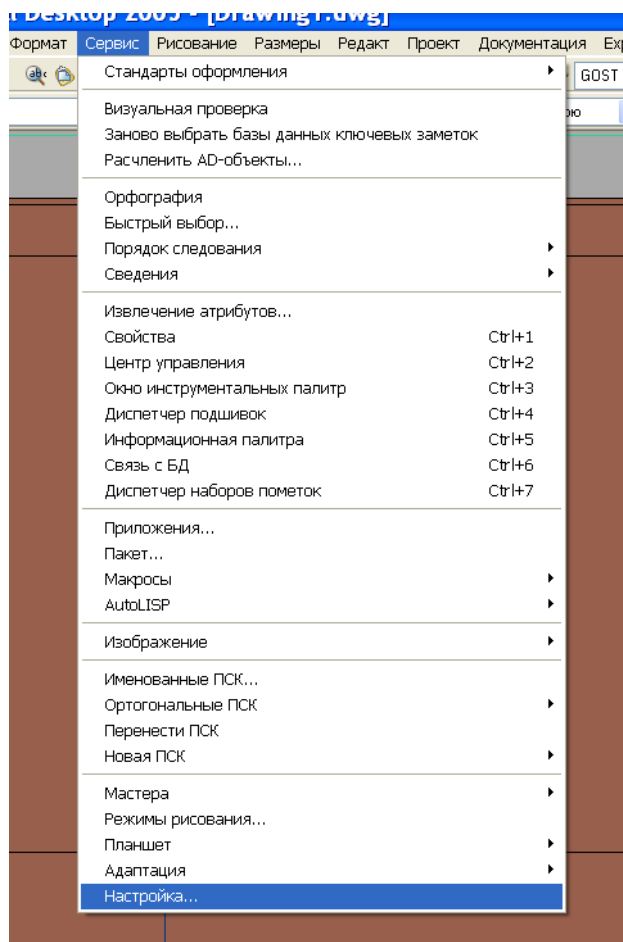 Desktop 2005 - [Drawing1.dwg]
Формат Сервис Рисование Размеры Редакт Проект Документация
GOST
Стандарты оформления
Визуальная проверка
Заново выбрать базы данных ключевых заметок
Расчленить AD-объекты...
Орфография
Быстрый выбор...
Порядок следования
Сведения
Извлечение атрибутов...
Свойства Ctrl+1
Центр управления Ctrl+2
Окно инструментальных палитр Ctrl+3
Диспетчер подшивок Ctrl+4
Информационная палитра Ctrl+5
Связь с БД Ctrl+6
Диспетчер наборов пометок Ctrl+7
Приложения...
Пакет...
Макросы
AutoLISP
Изображение
Именованные ПСК...
Ортогональные ПСК
Перенести ПСК
Новая ПСК
Мастера
Режимы рисования...
Планшет
Адаптация
Настройка...